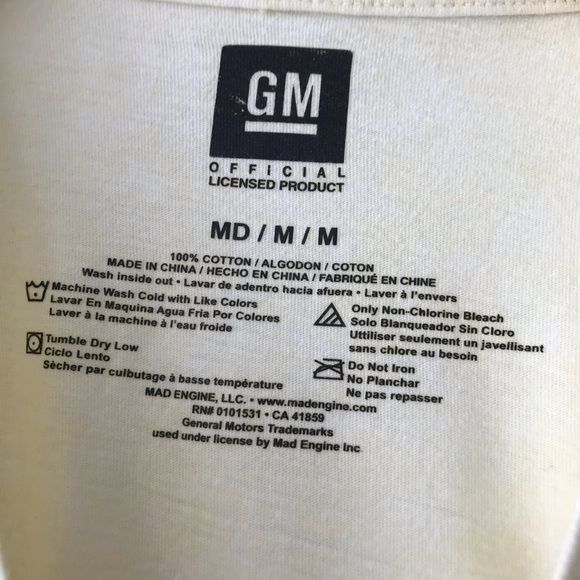 GM
OFFICIAL
LICENSED PRODUCT
MD / M / M
100% COTTON / ALGODON / COTON
MADE IN CHINA / HECHO EN CHINA / FABRIQUÉ EN CHINE
Wash inside out • Lavar de adentro hacia afuera • Laver à l'envers
Machine Wash Cold with Like Colors
Lavar En Maquina Agua Fria Por Colores
Laver à la machine à l'eau froide
Only Non-Chlorine Bleach
Solo Blanqueador Sin Cloro
Uttiliser seulement un javellisant
sans chlore au besoin
Tumble Dry Low
Ciclo Lento
Sècher par culbutage à basse température
Do Not Iron
No Planchar
Ne pas repasser
MAD ENGINE, LLC. • www.madengine.com
RN# 0101531 • CA 41859
General Motors Trademarks
used under license by Mad Engine Inc